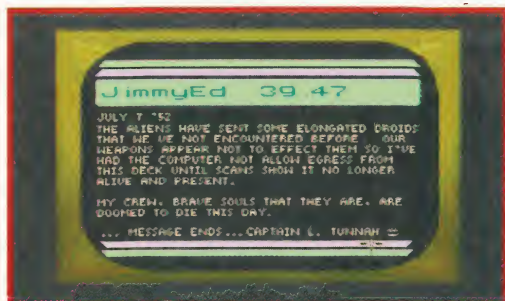 JimmyEd 39.47
JULY 7 '52
THE ALIENS HAVE SENT SOME ELONGATED DROIDS
THAT WE'VE NOT ENCOUNTERED BEFORE. OUR
WEAPONS APPEAR NOT TO EFFECT THEM SO I'VE
HAD THE COMPUTER NOT ALLOW EGRESS FROM
THIS DECK UNTIL SCANS SHOW IT NO LONGER
ALIVE AND PRESENT.
MY CREW, BRAVE SOULS THAT THEY ARE, ARE
DOOMED TO DIE THIS DAY.
... MESSAGE ENDS...CAPTAIN L. TUNNAH